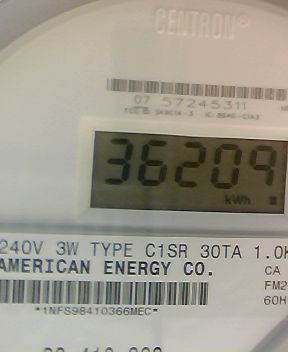 CENTRON®
07 57245311
36209
kWh
240V 3W TYPE C1SR 30TA 1.0K
AMERICAN ENERGY CO.
CA
FM2
60H
*1NFS98410366MEC*